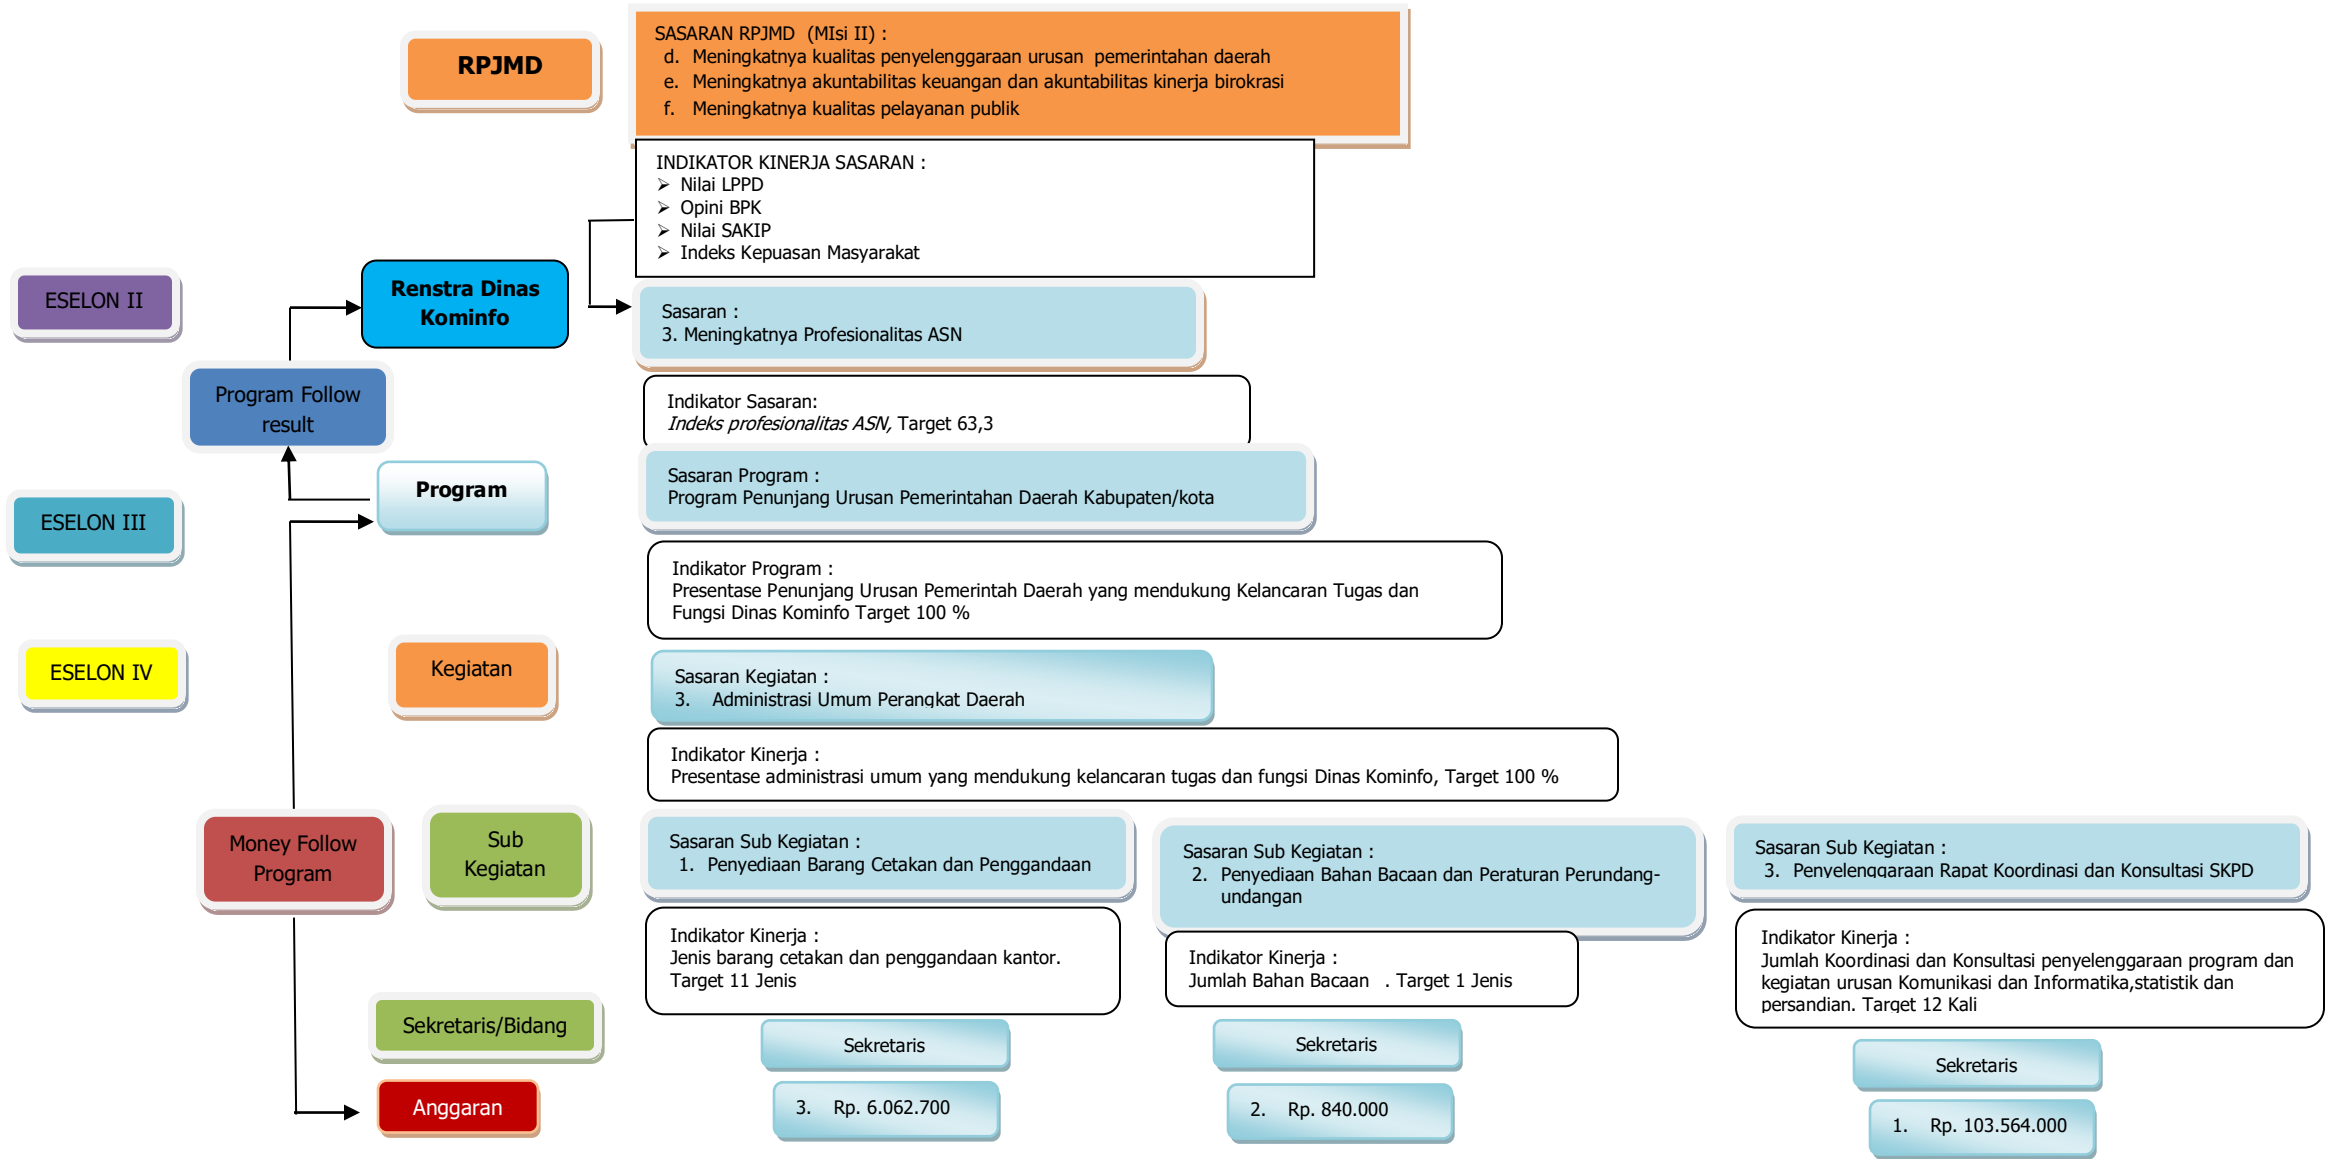 RPJMD
SASARAN RPJMD (MIsi II) :
d. Meningkatnya kualitas penyelenggaraan urusan pemerintahan daerah
e. Meningkatnya akuntabilitas keuangan dan akuntabilitas kinerja birokrasi
f. Meningkatnya kualitas pelayanan publik
INDIKATOR KINERJA SASARAN :
➢ Nilai LPPD
➢ Opini BPK
➢ Nilai SAKIP
➢ Indeks Kepuasan Masyarakat
ESELON II
Renstra Dinas
Kominfo
Sasaran :
3. Meningkatnya Profesionalitas ASN
Program Follow
result
Indikator Sasaran:
Indeks profesionalitas ASN, Target 63,3
ESELON III
Program
Sasaran Program :
Program Penunjang Urusan Pemerintahan Daerah Kabupaten/kota
Indikator Program :
Presentase Penunjang Urusan Pemerintah Daerah yang mendukung Kelancaran Tugas dan
Fungsi Dinas Kominfo Target 100 %
ESELON IV
Kegiatan
Sasaran Kegiatan :
3. Administrasi Umum Perangkat Daerah
Indikator Kinerja :
Presentase administrasi umum yang mendukung kelancaran tugas dan fungsi Dinas Kominfo, Target 100 %
Money Follow
Program
Sub
Kegiatan
Sasaran Sub Kegiatan :
1. Penyediaan Barang Cetakan dan Penggandaan
Sasaran Sub Kegiatan :
2. Penyediaan Bahan Bacaan dan Peraturan Perundang-
undangan
Sasaran Sub Kegiatan :
3. Penyelenggaraan Rapat Koordinasi dan Konsultasi SKPD
Indikator Kinerja :
Jenis barang cetakan dan penggandaan kantor.
Target 11 Jenis
Indikator Kinerja :
Jumlah Bahan Bacaan . Target 1 Jenis
Indikator Kinerja :
Jumlah Koordinasi dan Konsultasi penyelenggaraan program dan
kegiatan urusan Komunikasi dan Informatika,statistik dan
persandian. Target 12 Kali
Sekretaris/Bidang
Sekretaris
Sekretaris
Sekretaris
Anggaran
3. Rp. 6.062.700
2. Rp. 840.000
1. Rp. 103.564.000